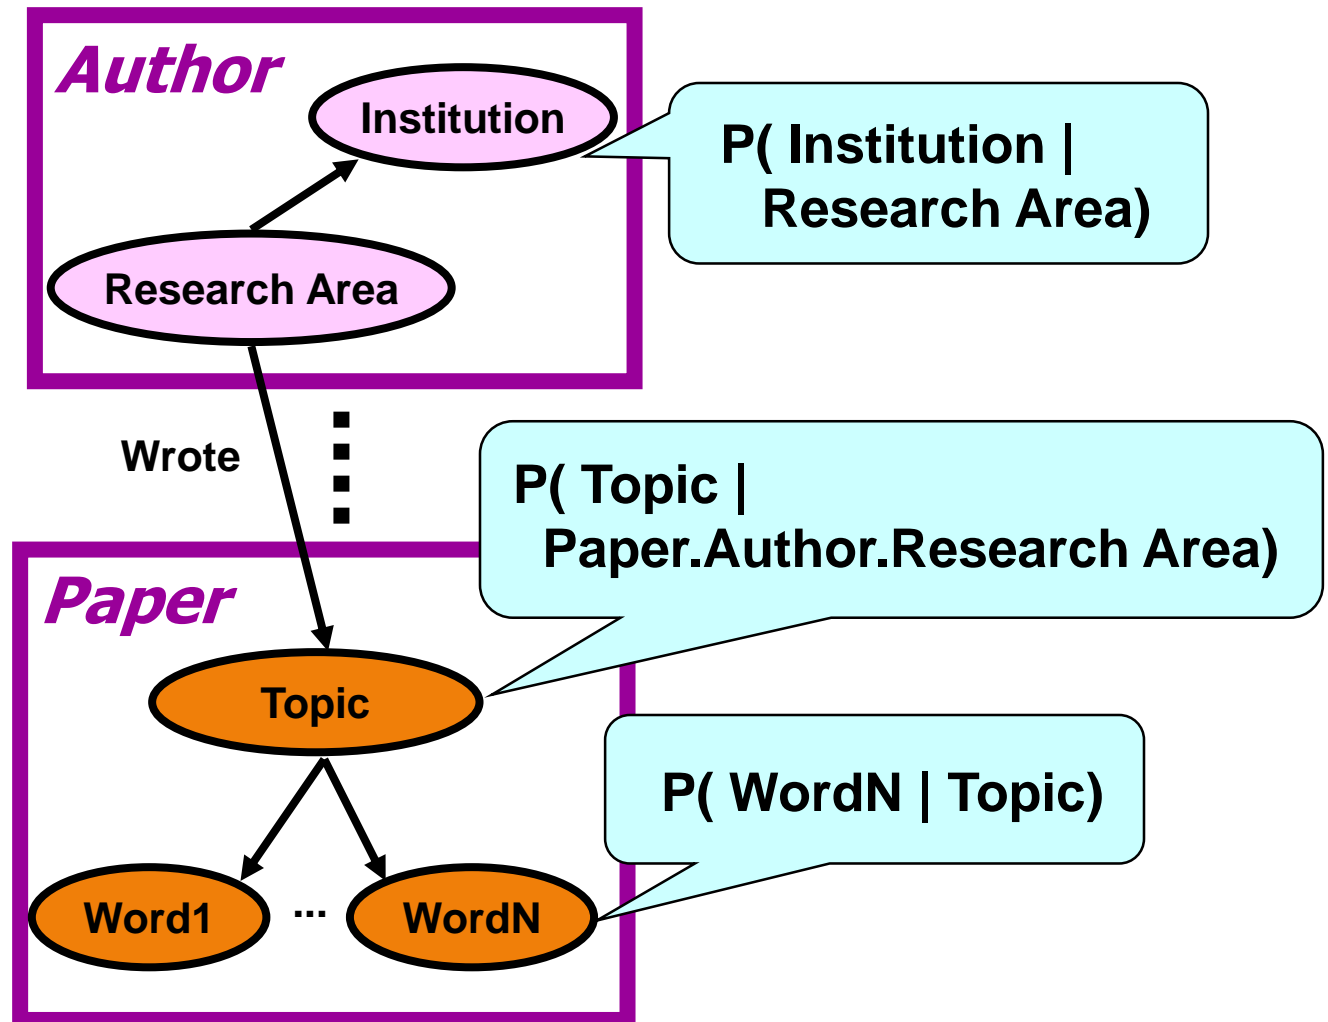 Author
Institution
P( Institution |
Research Area)
Research Area
Wrote
P( Topic |
Paper.Author.Research Area)
Paper
Topic
P( WordN | Topic)
Word1
...
WordN